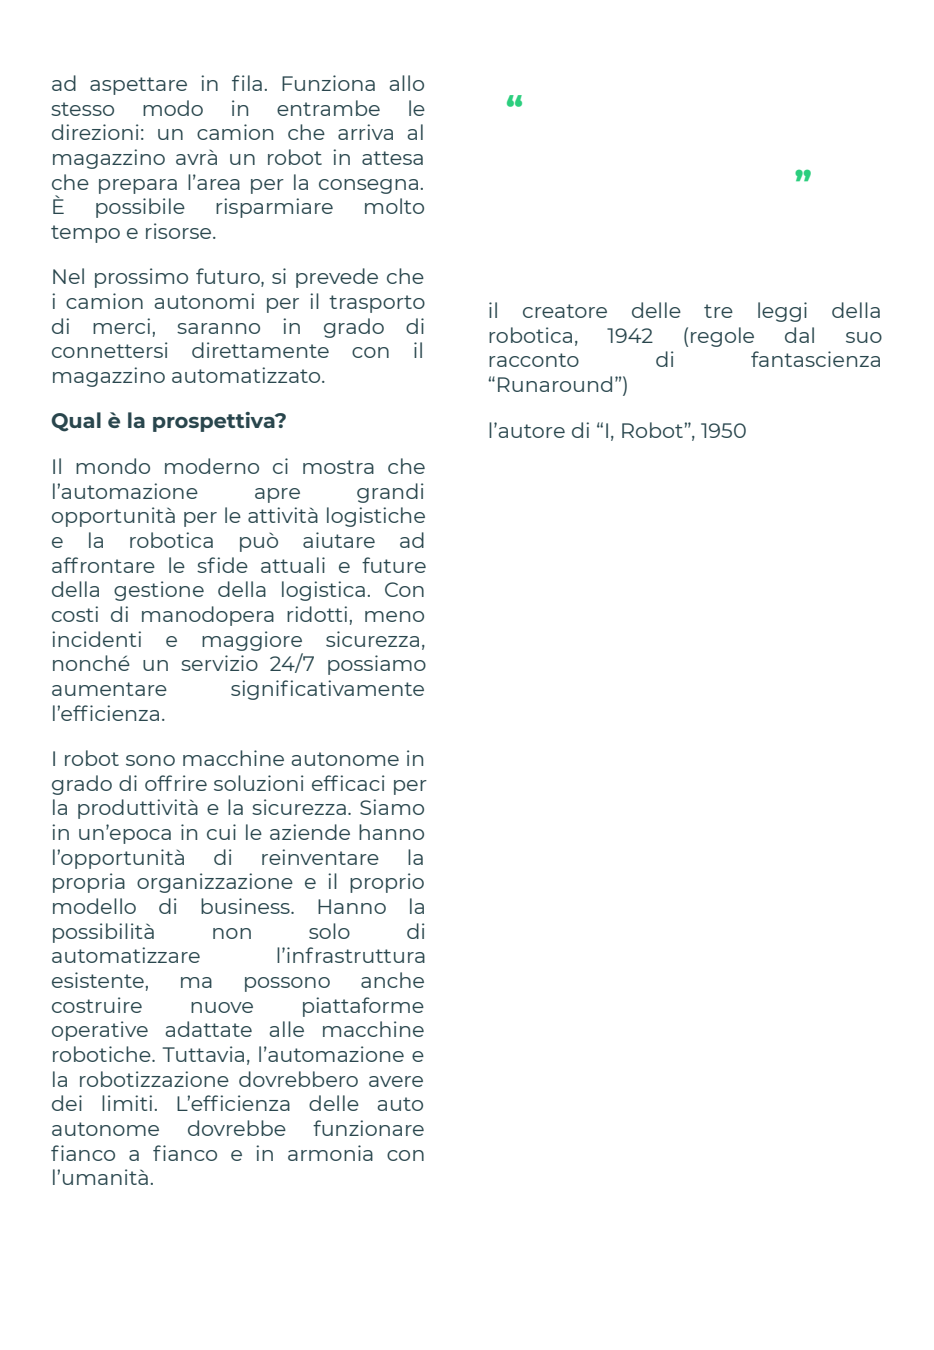 ad aspettare in fila. Funziona allo
stesso modo in entrambe le
direzioni: un camion che arriva al
magazzino avrà un robot in attesa
che prepara l’area per la consegna.
È possibile risparmiare molto
tempo e risorse.
Nel prossimo futuro, si prevede che
i camion autonomi per il trasporto
di merci, saranno in grado di
connettersi direttamente con il
magazzino automatizzato.
Qual è la prospettiva?
Il mondo moderno ci mostra che
l’automazione apre grandi
opportunità per le attività logistiche
e la robotica può aiutare ad
affrontare le sfide attuali e future
della gestione della logistica. Con
costi di manodopera ridotti, meno
incidenti e maggiore sicurezza,
nonché un servizio 24/7 possiamo
aumentare significativamente
l’efficienza.
I robot sono macchine autonome in
grado di offrire soluzioni efficaci per
la produttività e la sicurezza. Siamo
in un’epoca in cui le aziende hanno
l’opportunità di reinventare la
propria organizzazione e il proprio
modello di business. Hanno la
possibilità non solo di
automatizzare l’infrastruttura
esistente, ma possono anche
costruire nuove piattaforme
operative adattate alle macchine
robotiche. Tuttavia, l’automazione e
la robotizzazione dovrebbero avere
dei limiti. L’efficienza delle auto
autonome dovrebbe funzionare
fianco a fianco e in armonia con
l’umanità.
“
”
il creatore delle tre leggi della
robotica, 1942 (regole dal suo
racconto di fantascienza
“Runaround”)
l’autore di “I, Robot”, 1950